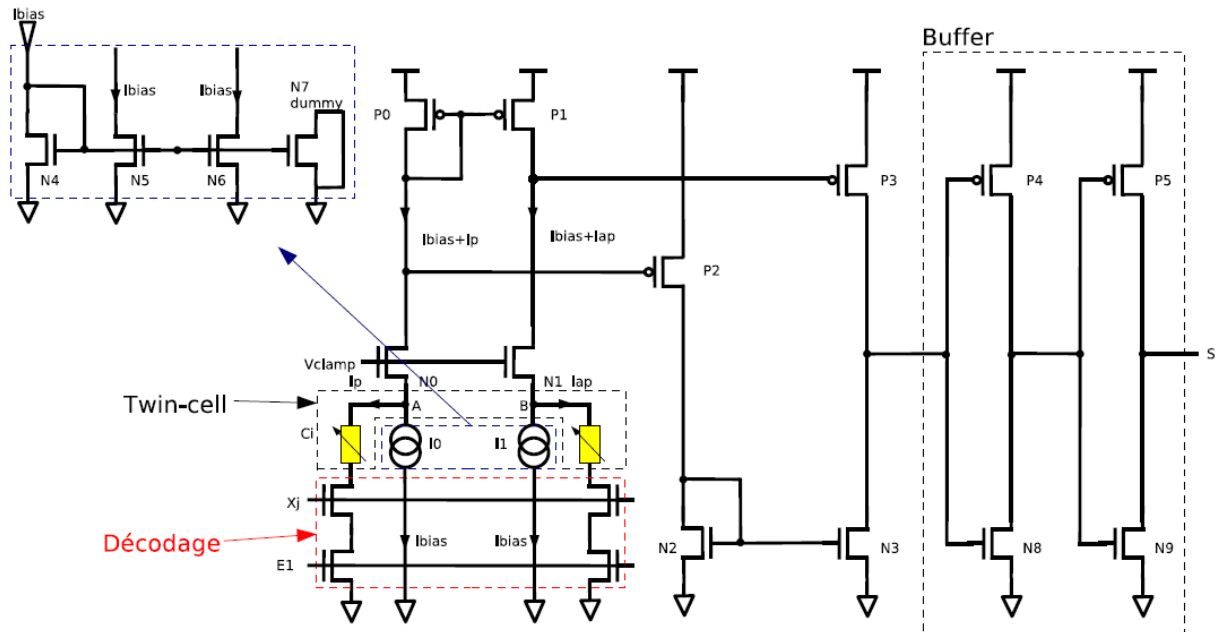 Ibias
Buffer
Ibias
Ibias
N7
dummy
P0
P1
N4
N5
N6
P3
P4
P5
Ibias+Ip
Ibias+Iap
P2
Vclamp
S
Ip
N0
N1
Iap
Twin-cell
A
B
Ci
I0
I1
Xj
Décodage
Ibias
Ibias
N2
N3
N8
N9
E1